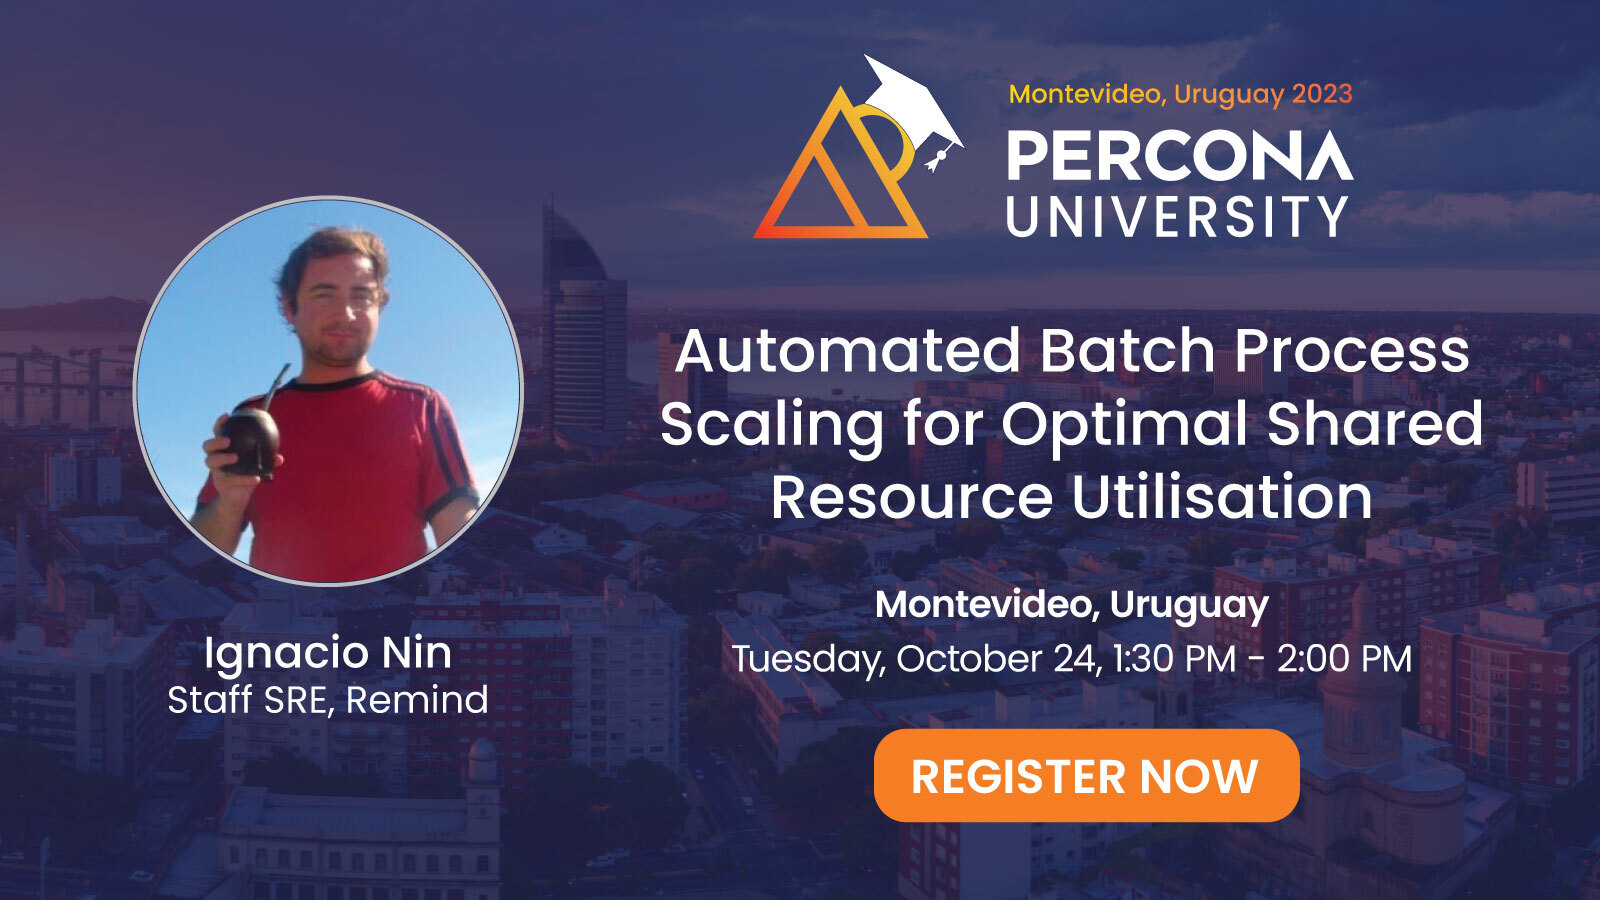 Montevideo, Uruguay 2023
PERCONA
UNIVERSITY
Automated Batch Process
Scaling for Optimal Shared
Resource Utilisation
Montevideo, Uruguay
Tuesday, October 24, 1:30 PM - 2:00 PM
REGISTER NOW
Ignacio Nin
Staff SRE, Remind